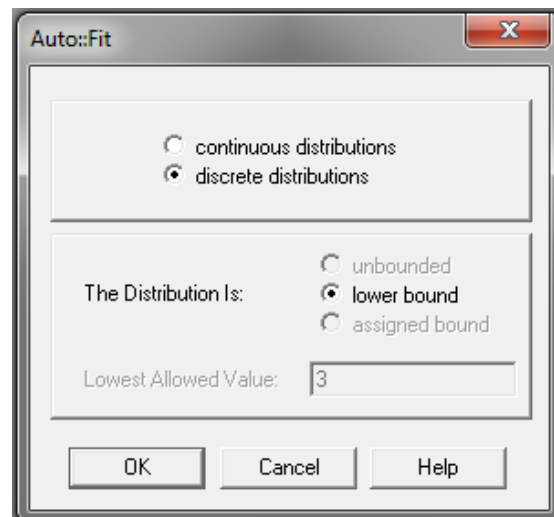 Auto::Fit
continuous distributions
discrete distributions
The Distribution Is:
unbounded
lower bound
assigned bound
Lowest Allowed Value: 3
OK Cancel Help